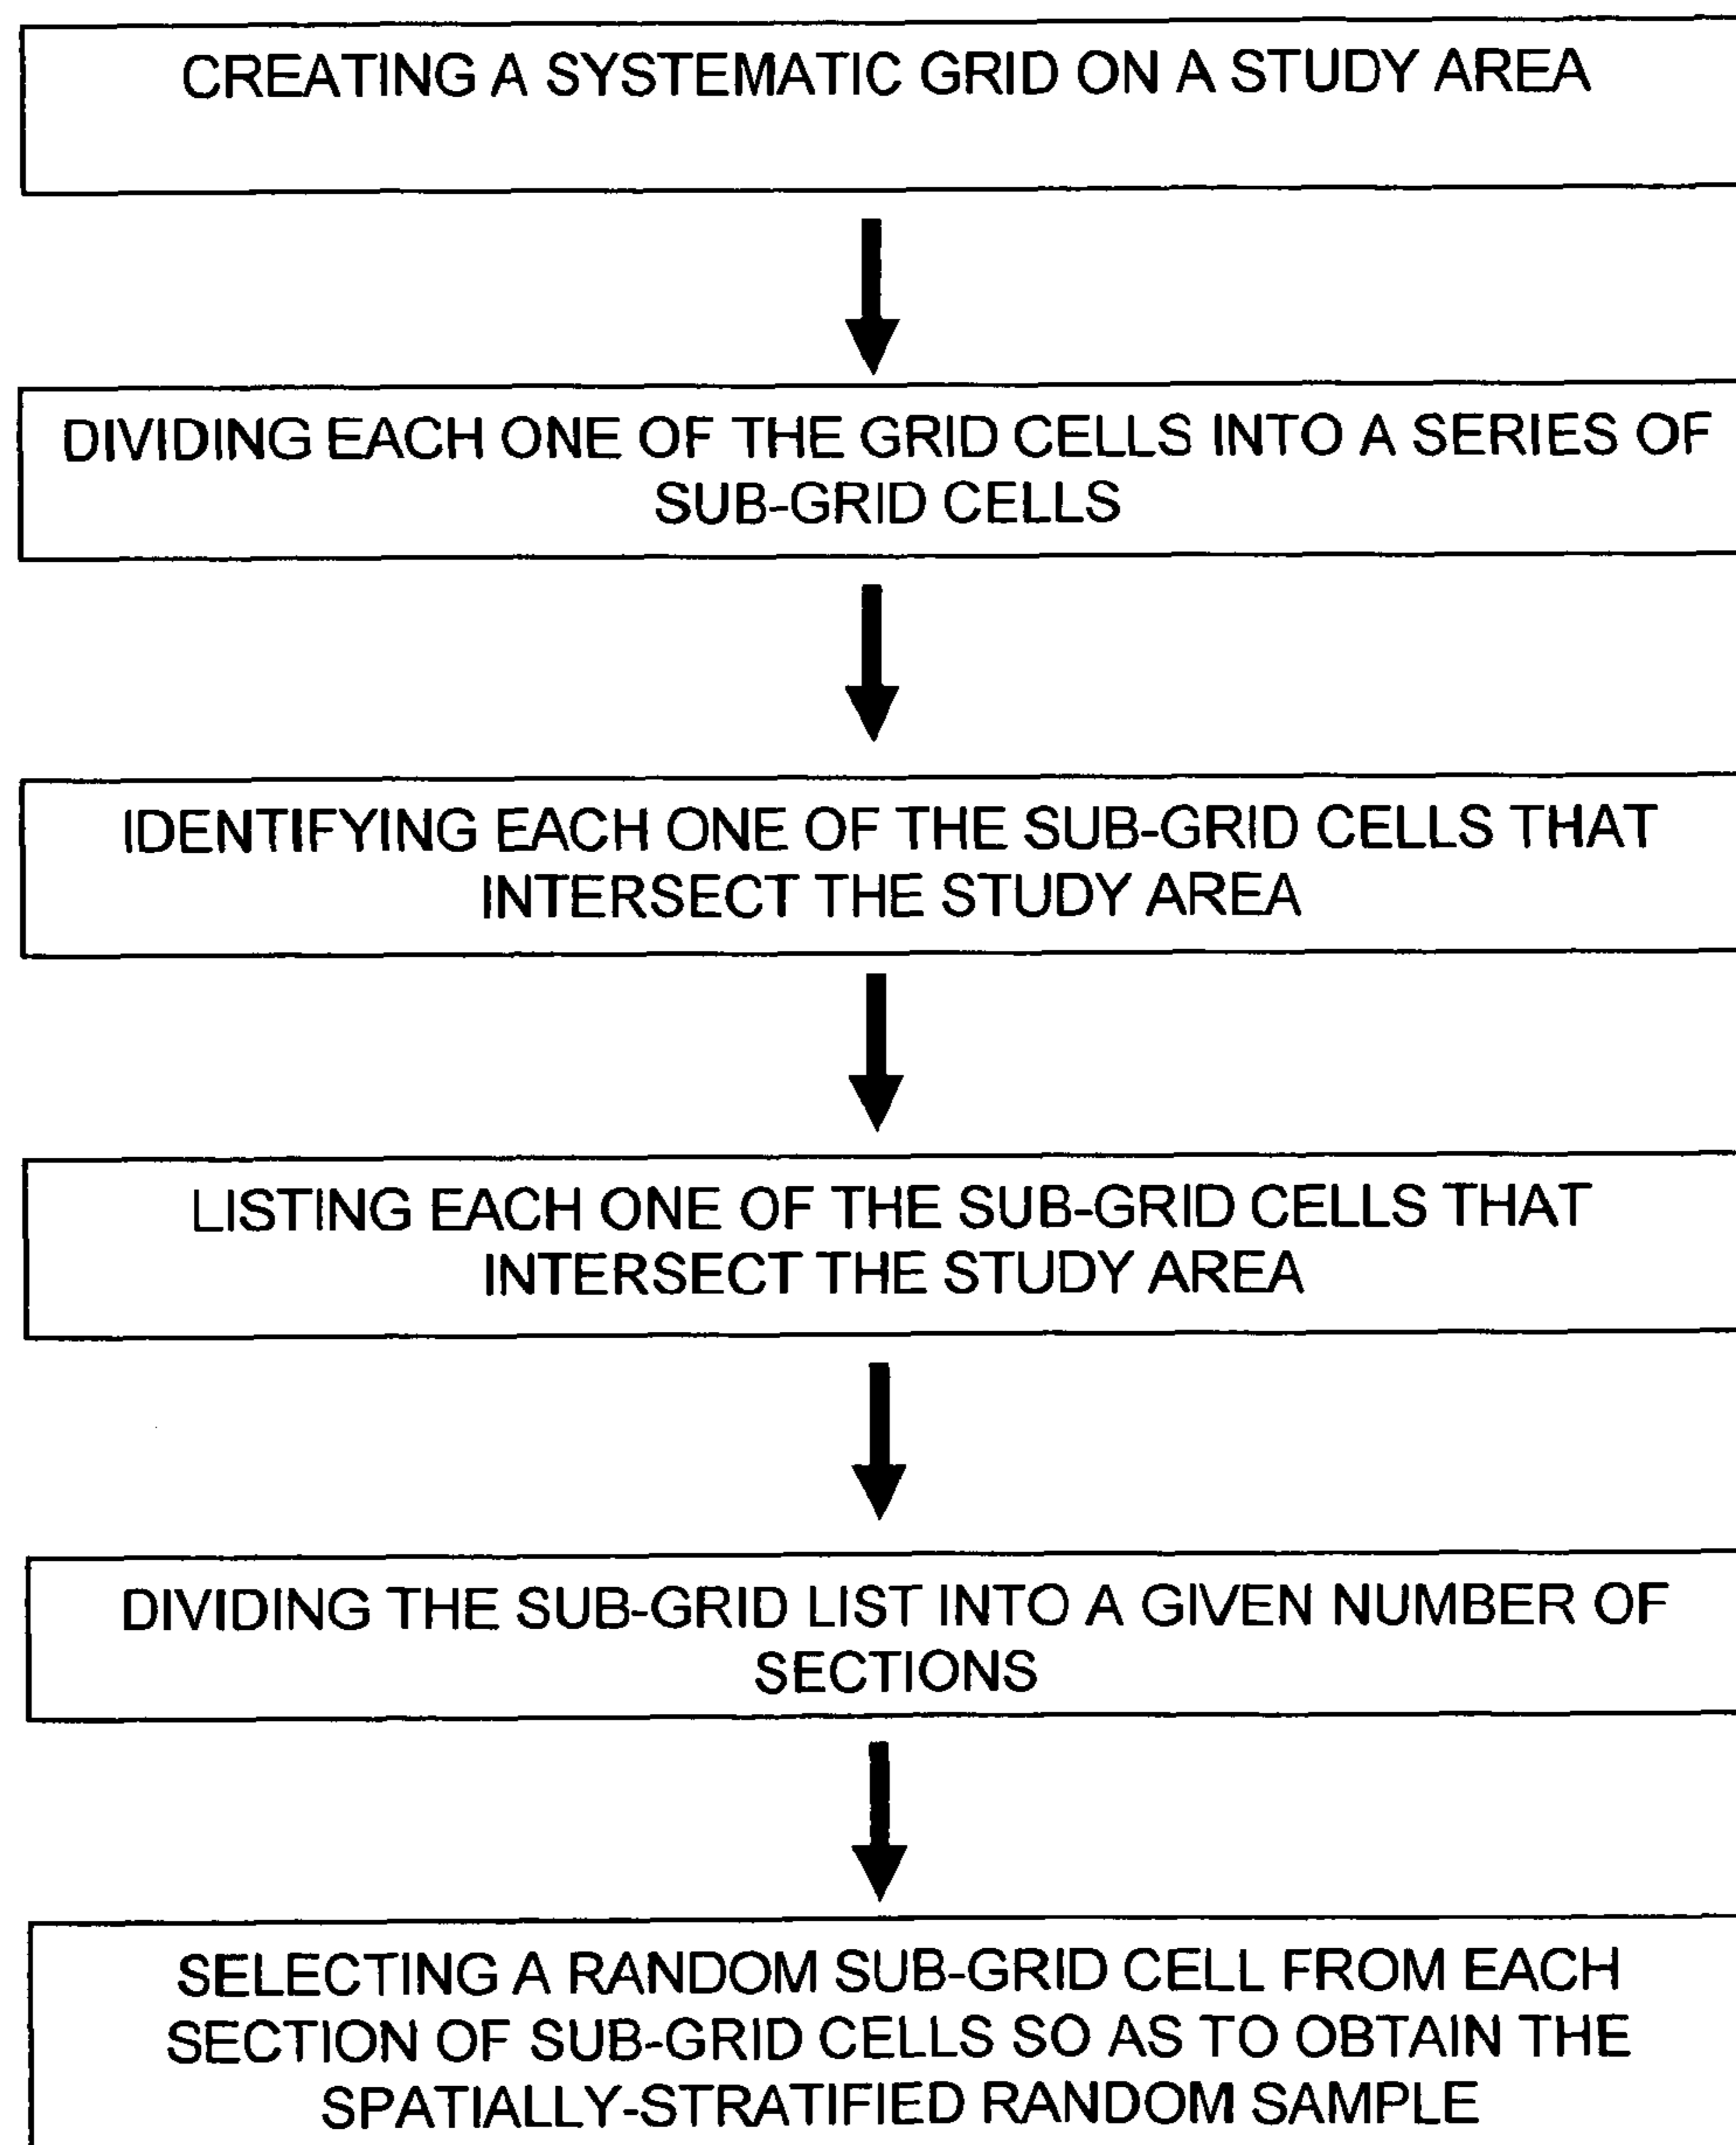 CREATING A SYSTEMATIC GRID ON A STUDY AREA
DIVIDING EACH ONE OF THE GRID CELLS INTO A SERIES OF
SUB-GRID CELLS
IDENTIFYING EACH ONE OF THE SUB-GRID CELLS THAT
INTERSECT THE STUDY AREA
LISTING EACH ONE OF THE SUB-GRID CELLS THAT
INTERSECT THE STUDY AREA
DIVIDING THE SUB-GRID LIST INTO A GIVEN NUMBER OF
SECTIONS
SELECTING A RANDOM SUB-GRID CELL FROM EACH
SECTION OF SUB-GRID CELLS SO AS TO OBTAIN THE
SPATIALLY-STRATIFIED RANDOM SAMPLE